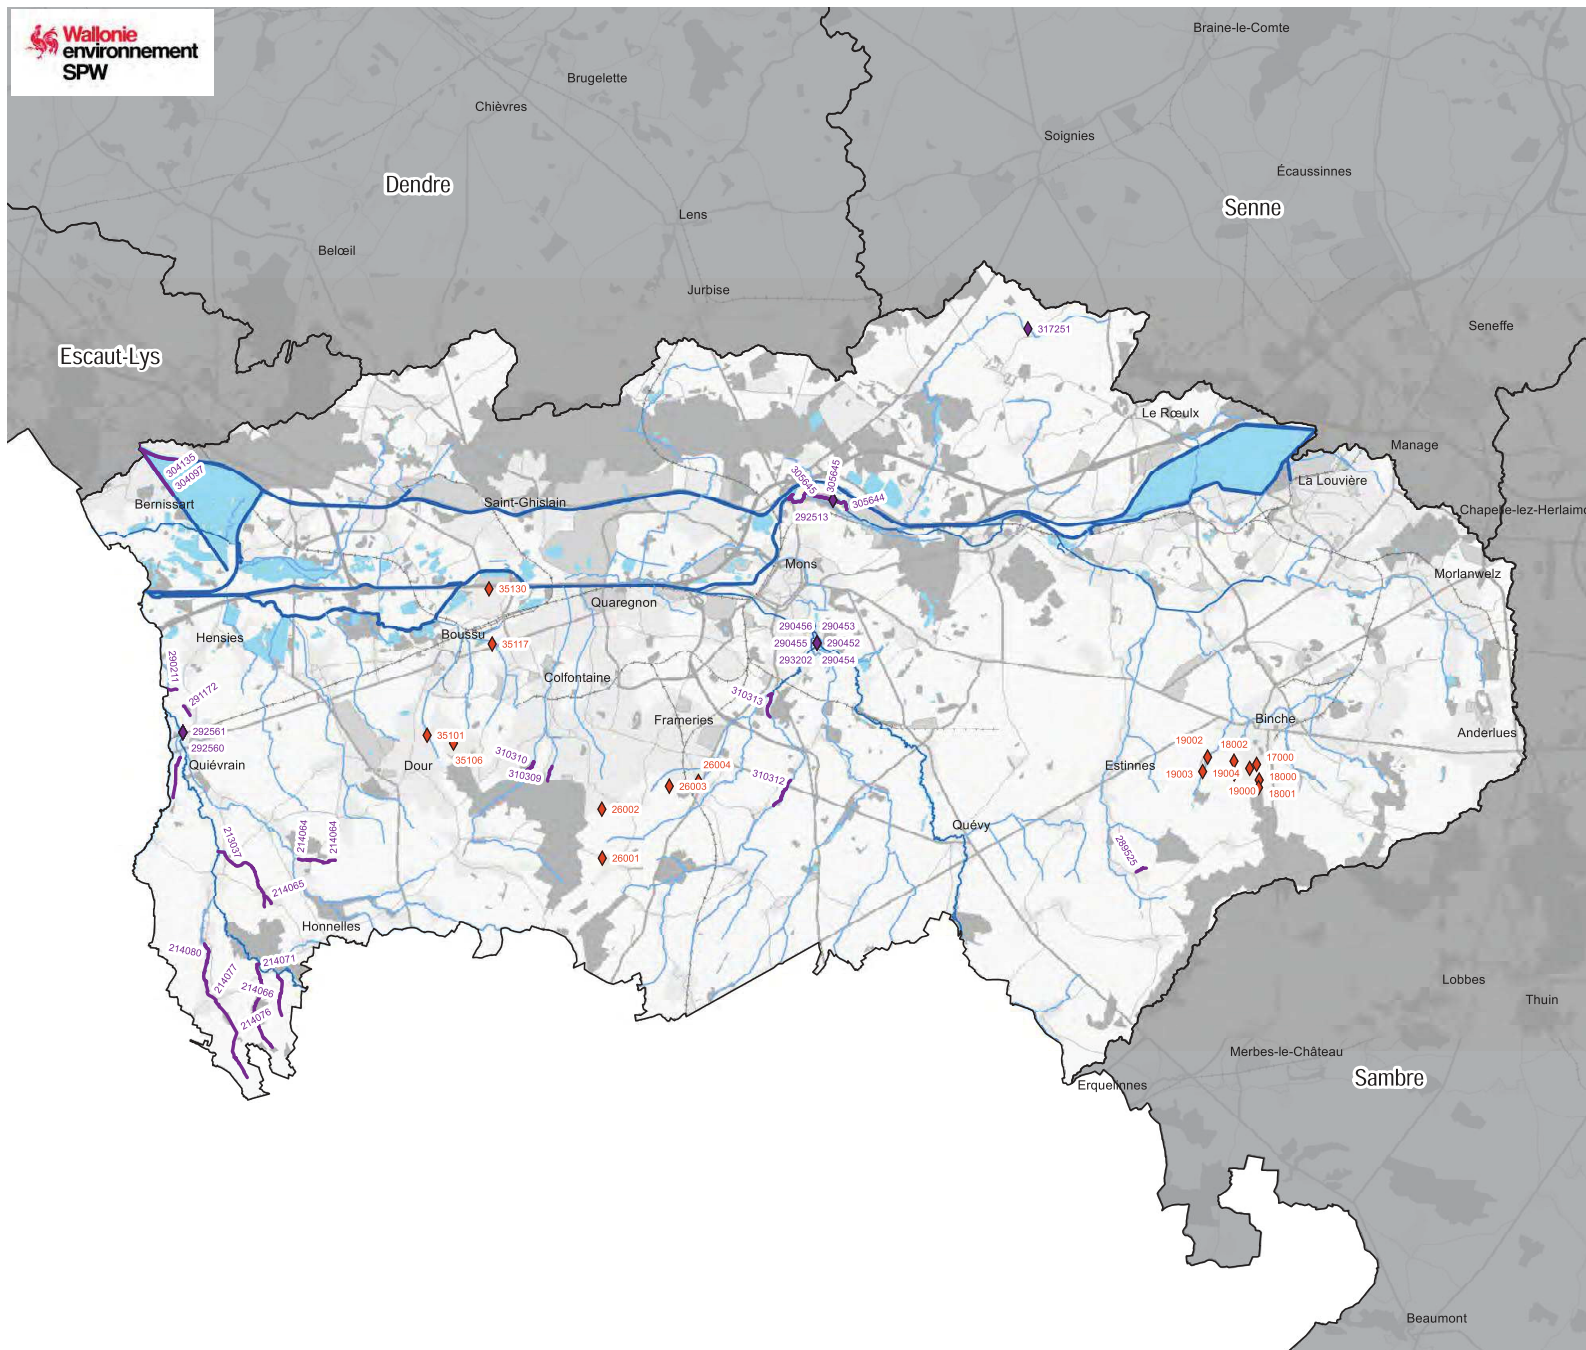 Wallonie
environnement
SPW
Braine-le-Comte
Brugelette
Chièvres
Soignies
Écaussinnes
Dendre
Senne
Lens
Belœil
Jurbise
Seneffe
317251
Escaut-Lys
Le Rœulx
Manage
304135
304097
305645
305645
La Louvière
Bernissart
Saint-Ghislain
305644
292513
Chapelle-lez-Herlaimo
Mons
Morlanwelz
35130
Quaregnon
290456
290453
Hensies
Boussu
35117
290455
290452
293202
290454
290211
Colfontaine
291172
310313
Frameries
Binche
292561
35101
Anderlues
292560
19002
18002
310310
35106
17000
Quiévrain
Dour
26004
Estinnes
310309
19003
19004
18000
26003
310312
19000
18001
26002
Quévy
213037
214064
214064
289525
26001
214065
Honnelles
214080
214071
214077
214066
Lobbes
Thuin
214076
Merbes-le-Château
Sambre
Erquelinnes
Beaumont